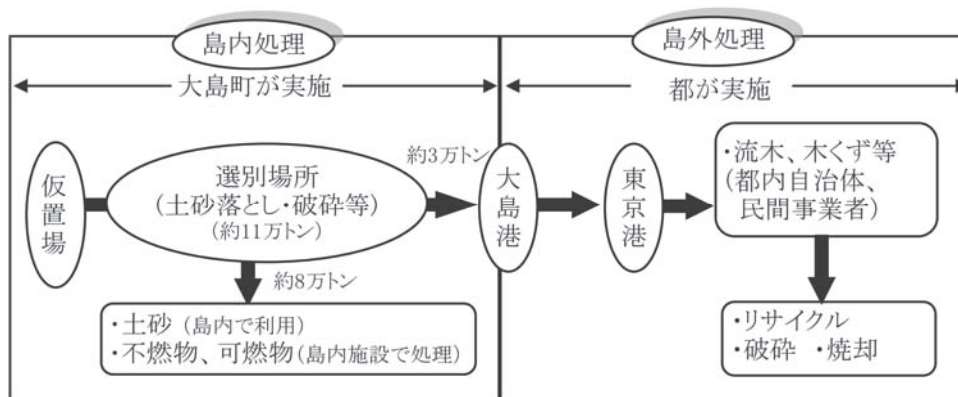 島内処理
島外処理
大島町が実施
都が実施
仮置場
選別場所
(土砂落とし・破砕等)
(約11万トン)
約3万トン
大島港
東京港
・流木、木くず等
(都内自治体、
民間事業者)
約8万トン
・土砂 (島内で利用)
・不燃物、可燃物(島内施設で処理)
・リサイクル
・破砕 ・焼却